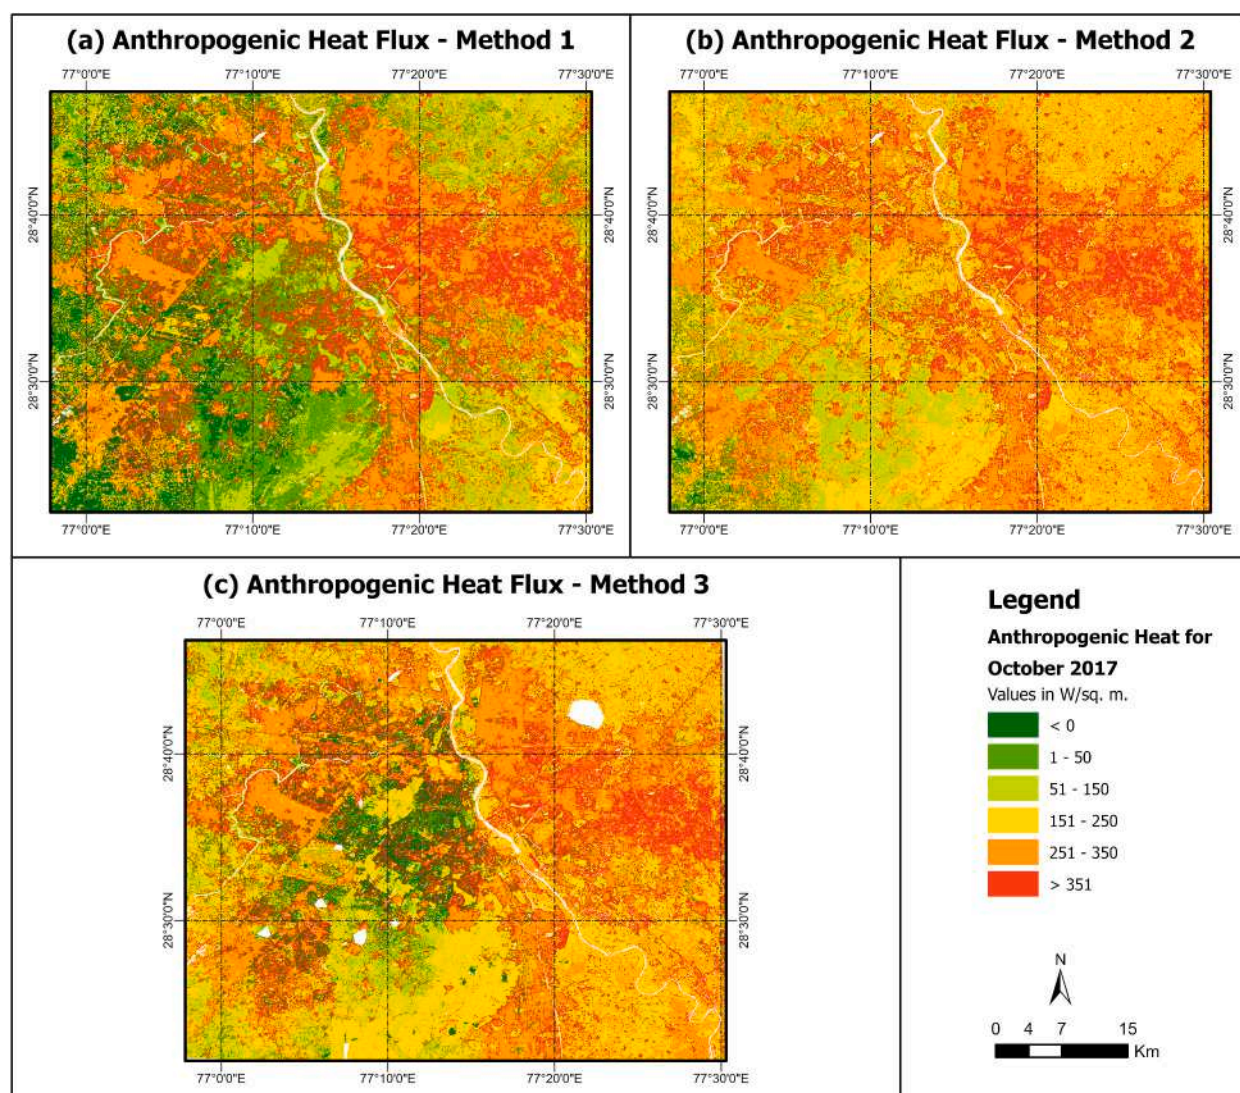 (a) Anthropogenic Heat Flux - Method 1
77°0'0"E 77°10'0"E 77°20'0"E 77°30'0"E
28°40'0"N 28°40'0"N
28°30'0"N 28°30'0"N
77°0'0"E 77°10'0"E 77°20'0"E 77°30'0"E
(b) Anthropogenic Heat Flux - Method 2
77°0'0"E 77°10'0"E 77°20'0"E 77°30'0"E
28°40'0"N 28°40'0"N
28°30'0"N 28°30'0"N
77°0'0"E 77°10'0"E 77°20'0"E 77°30'0"E
(c) Anthropogenic Heat Flux - Method 3
77°0'0"E 77°10'0"E 77°20'0"E 77°30'0"E
28°40'0"N 28°40'0"N
28°30'0"N 28°30'0"N
77°0'0"E 77°10'0"E 77°20'0"E 77°30'0"E
Legend
Anthropogenic Heat for
October 2017
Values in W/sq. m.
< 0
1 - 50
51 - 150
151 - 250
251 - 350
> 351
N
0 4 7 15
Km